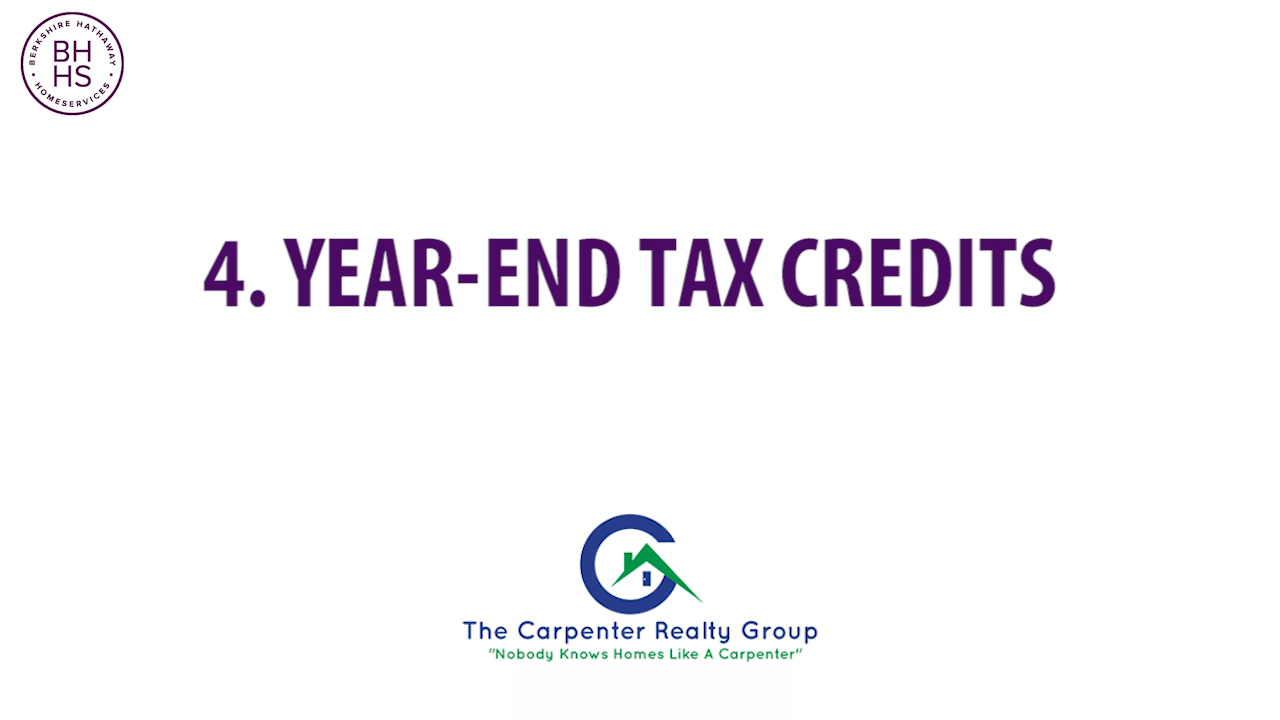 BERKSHIRE HATHAWAY
BH
HS
HOMESERVICES
4. YEAR-END TAX CREDITS
The Carpenter Realty Group
"Nobody Knows Homes Like A Carpenter"